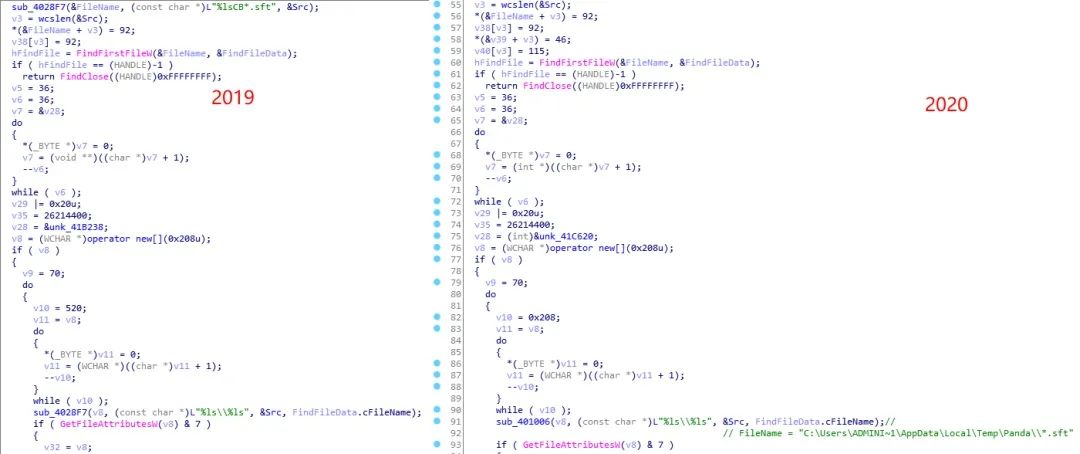 sub_4028F7(&FileName, (const char *)L"%lsCB*.sft", &Src);
v3 = wcslen(&Src);
*(&FileName + v3) = 92;
v38[v3] = 92;
hFindFile = FindFirstFileW(&FileName, &FindFileData);
if ( hFindFile == (HANDLE)-1 )
return FindClose((HANDLE)0xFFFFFFFF);
v5 = 36;
v6 = 36;
v7 = &v28;
do
{
*(_BYTE *)v7 = 0;
v7 = (void **)((char *)v7 + 1);
--v6;
}
while ( v6 );
v29 |= 0x20u;
v35 = 26214400;
v28 = &unk_41B238;
v8 = (WCHAR *)operator new[](0x208u);
if ( v8 )
{
v9 = 70;
do
{
v10 = 520;
v11 = v8;
do
{
*(_BYTE *)v11 = 0;
v11 = (WCHAR *)((char *)v11 + 1);
--v10;
}
while ( v10 );
sub_4028F7(v8, (const char *)L"%ls\\%ls", &Src, FindFileData.cFileName);
if ( GetFileAttributesW(v8) & 7 )
{
v32 = v8;
2019
55 v3 = wcslen(&Src);
56 *(&FileName + v3) = 92;
57 v38[v3] = 92;
58 *(&v39 + v3) = 46;
59 v40[v3] = 115;
60 hFindFile = FindFirstFileW(&FileName, &FindFileData);
61 if ( hFindFile == (HANDLE)-1 )
62 return FindClose((HANDLE)0xFFFFFFFF);
63 v5 = 36;
64 v6 = 36;
65 v7 = &v28;
66 do
67 {
68 *(_BYTE *)v7 = 0;
69 v7 = (int *)((char *)v7 + 1);
70 --v6;
71 }
72 while ( v6 );
73 v29 |= 0x20u;
74 v35 = 26214400;
75 v28 = (int)&unk_41C620;
76 v8 = (WCHAR *)operator new[](0x208u);
77 if ( v8 )
78 {
79 v9 = 70;
80 do
81 {
82 v10 = 0x208;
83 v11 = v8;
84 do
85 {
86 *(_BYTE *)v11 = 0;
87 v11 = (WCHAR *)((char *)v11 + 1);
88 --v10;
89 }
90 while ( v10 );
91 sub_401006(v8, (const char *)L"%ls\\%ls", &Src, FindFileData.cFileName);//
92 // FileName = "C:\Users\ADMINI~1\AppData\Local\Temp\Panda\\*.sft"
93 if ( GetFileAttributesW(v8) & 7 )
2020